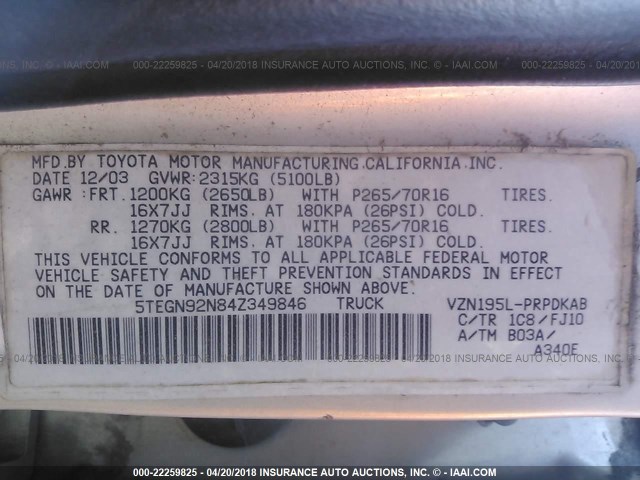 000-22259825 - 04/20/2018 INSURANCE AUTO AUCTIONS, INC. - © IAAI.COM
MFD.BY TOYOTA MOTOR MANUFACTURING,CALIFORNIA,INC.
DATE 12/03 GVWR:2315KG (5100LB)
GAWR :FRT.1200KG (2650LB) WITH P265/70R16 TIRES.
16X7JJ RIMS. AT 180KPA (26PSI) COLD.
RR. 1270KG (2800LB) WITH P265/70R16 TIRES.
16X7JJ RIMS. AT 180KPA (26PSI) COLD.
THIS VEHICLE CONFORMS TO ALL APPLICABLE FEDERAL MOTOR
VEHICLE SAFETY AND THEFT PREVENTION STANDARDS IN EFFECT
ON THE DATE OF MANUFACTURE SHOWN ABOVE.
5TEGN92N84Z349846 TRUCK VZN195L-PRPDKAB
C/TR 1C8/FJ10
A/TM B03A/
A340F
000-22259825 - 04/20/2018 INSURANCE AUTO AUCTIONS, INC. - © IAAI.COM